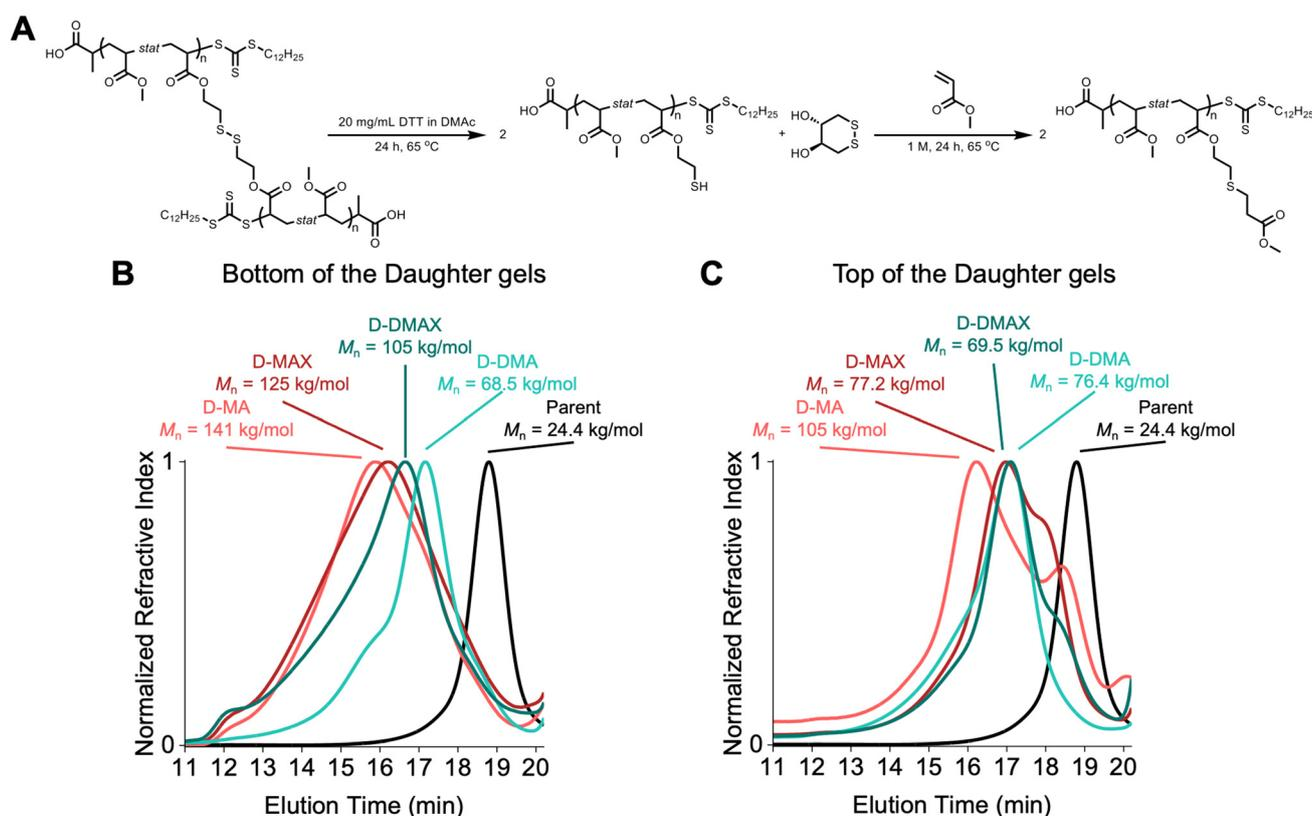 A
O
HO
stat
n
S
S
C12H25
S
O
O
O
O
S
S
O
O
O
O
S
C12H25
S
S
stat
n
OH
O
20 mg/mL DTT in DMAc
24 h, 65 °C
2
O
HO
stat
n
S
S
C12H25
S
O
O
O
O
SH
+
HO
HO
S
S
O
O
1 M, 24 h, 65 °C
2
O
HO
stat
n
S
S
C12H25
S
O
O
O
O
S
O
O
B
Bottom of the Daughter gels
D-DMAX
Mn = 105 kg/mol
D-MAX
Mn = 125 kg/mol
D-DMA
Mn = 68.5 kg/mol
D-MA
Mn = 141 kg/mol
Parent
Mn = 24.4 kg/mol
Normalized Refractive Index
1
0
11 12 13 14 15 16 17 18 19 20
Elution Time (min)
C
Top of the Daughter gels
D-DMAX
Mn = 69.5 kg/mol
D-MAX
Mn = 77.2 kg/mol
D-DMA
Mn = 76.4 kg/mol
D-MA
Mn = 105 kg/mol
Parent
Mn = 24.4 kg/mol
Normalized Refractive Index
1
0
11 12 13 14 15 16 17 18 19 20
Elution Time (min)